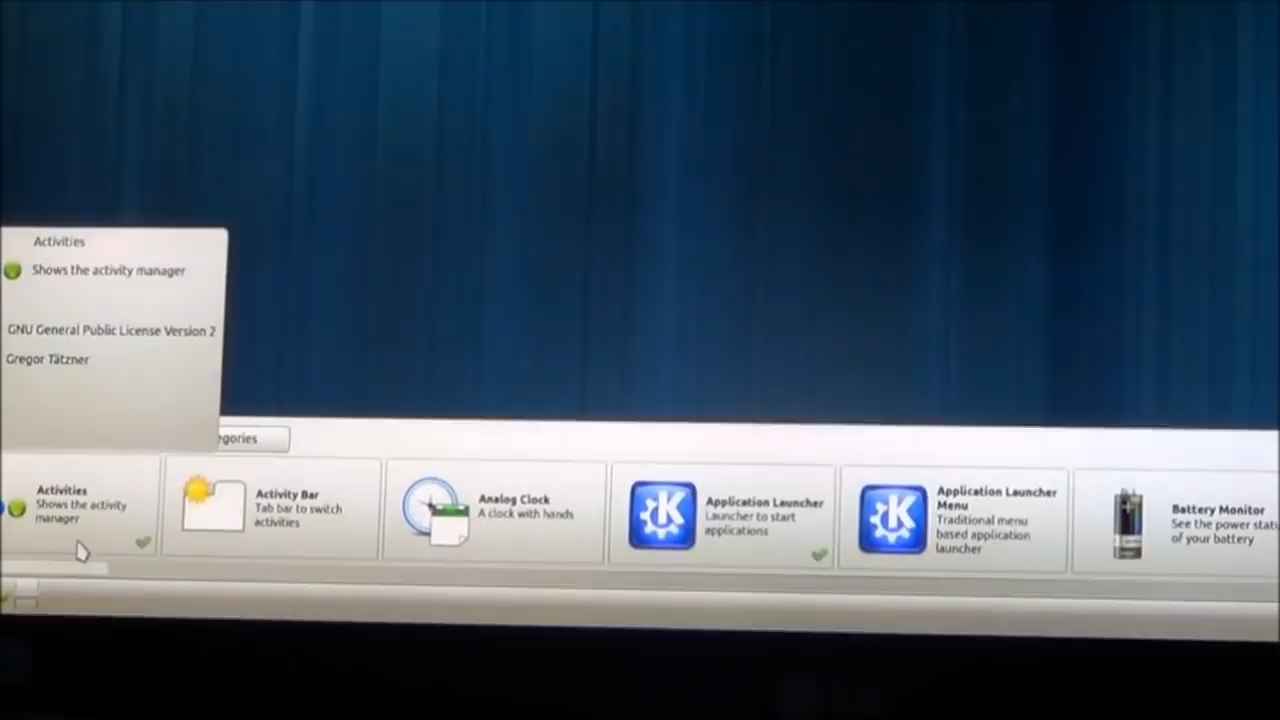 Activities
Shows the activity manager
GNU General Public License Version 2
Gregor Tätzner
Activities
Shows the activity
manager
Activity Bar
Tab bar to switch
activities
Analog Clock
A clock with hands
Application Launcher
Launcher to start
applications
Application Launcher
Menu
Traditional menu
based application
launcher
Battery Monitor
See the power
of your battery